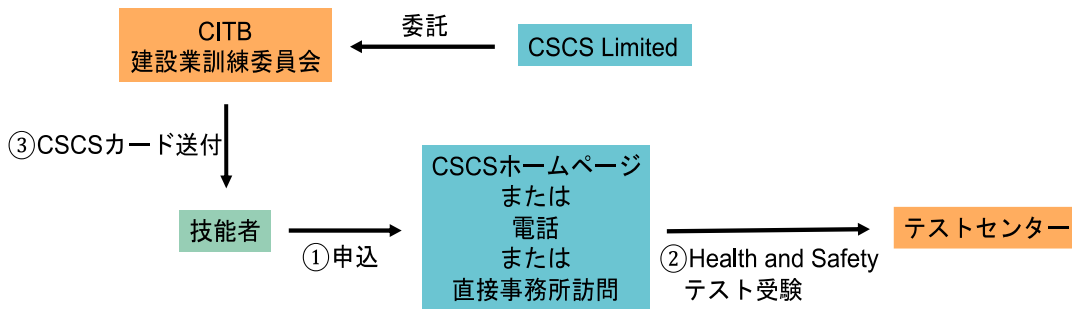 CITB
建設業訓練委員会
委託
CSCS Limited
③CSCSカード送付
技能者
①申込
CSCSホームページ
または
電話
または
直接事務所訪問
②Health and Safety
テスト受験
テストセンター